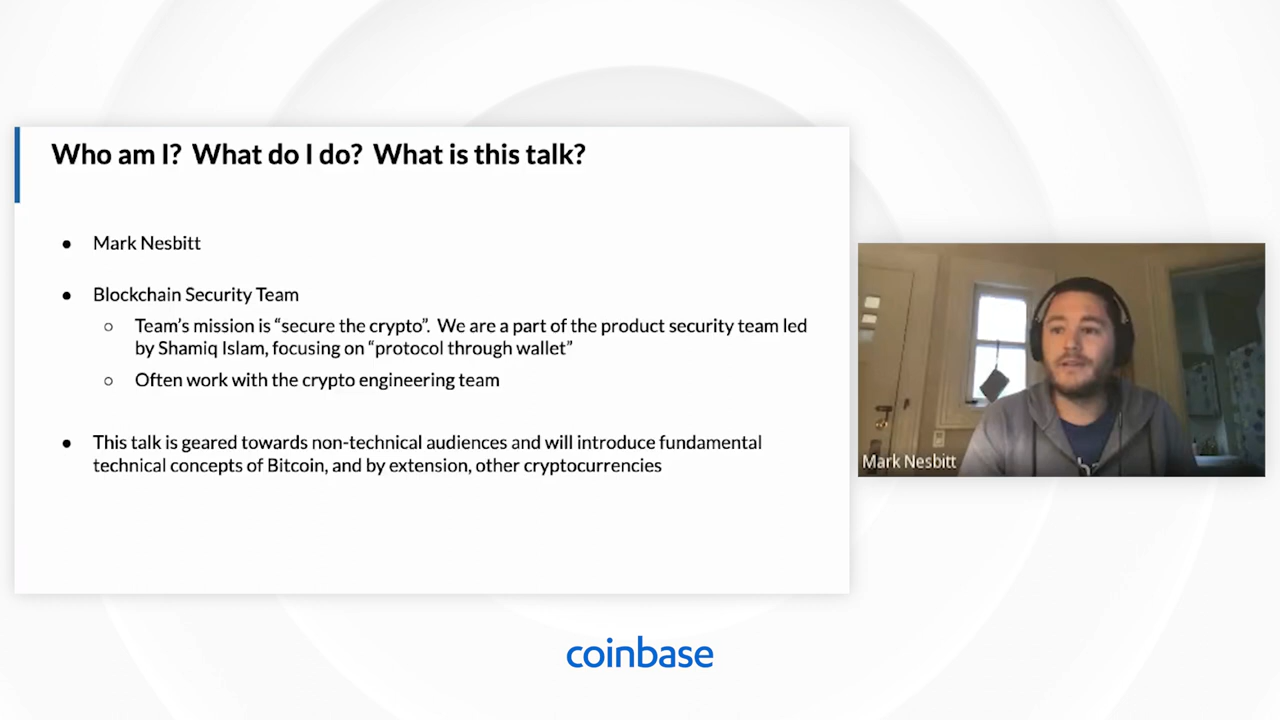 Who am I? What do I do? What is this talk?
● Mark Nesbitt
● Blockchain Security Team
○ Team’s mission is “secure the crypto”. We are a part of the product security team led
by Shamiq Islam, focusing on “protocol through wallet”
○ Often work with the crypto engineering team
● This talk is geared towards non-technical audiences and will introduce fundamental
technical concepts of Bitcoin, and by extension, other cryptocurrencies
Mark Nesbitt
coinbase